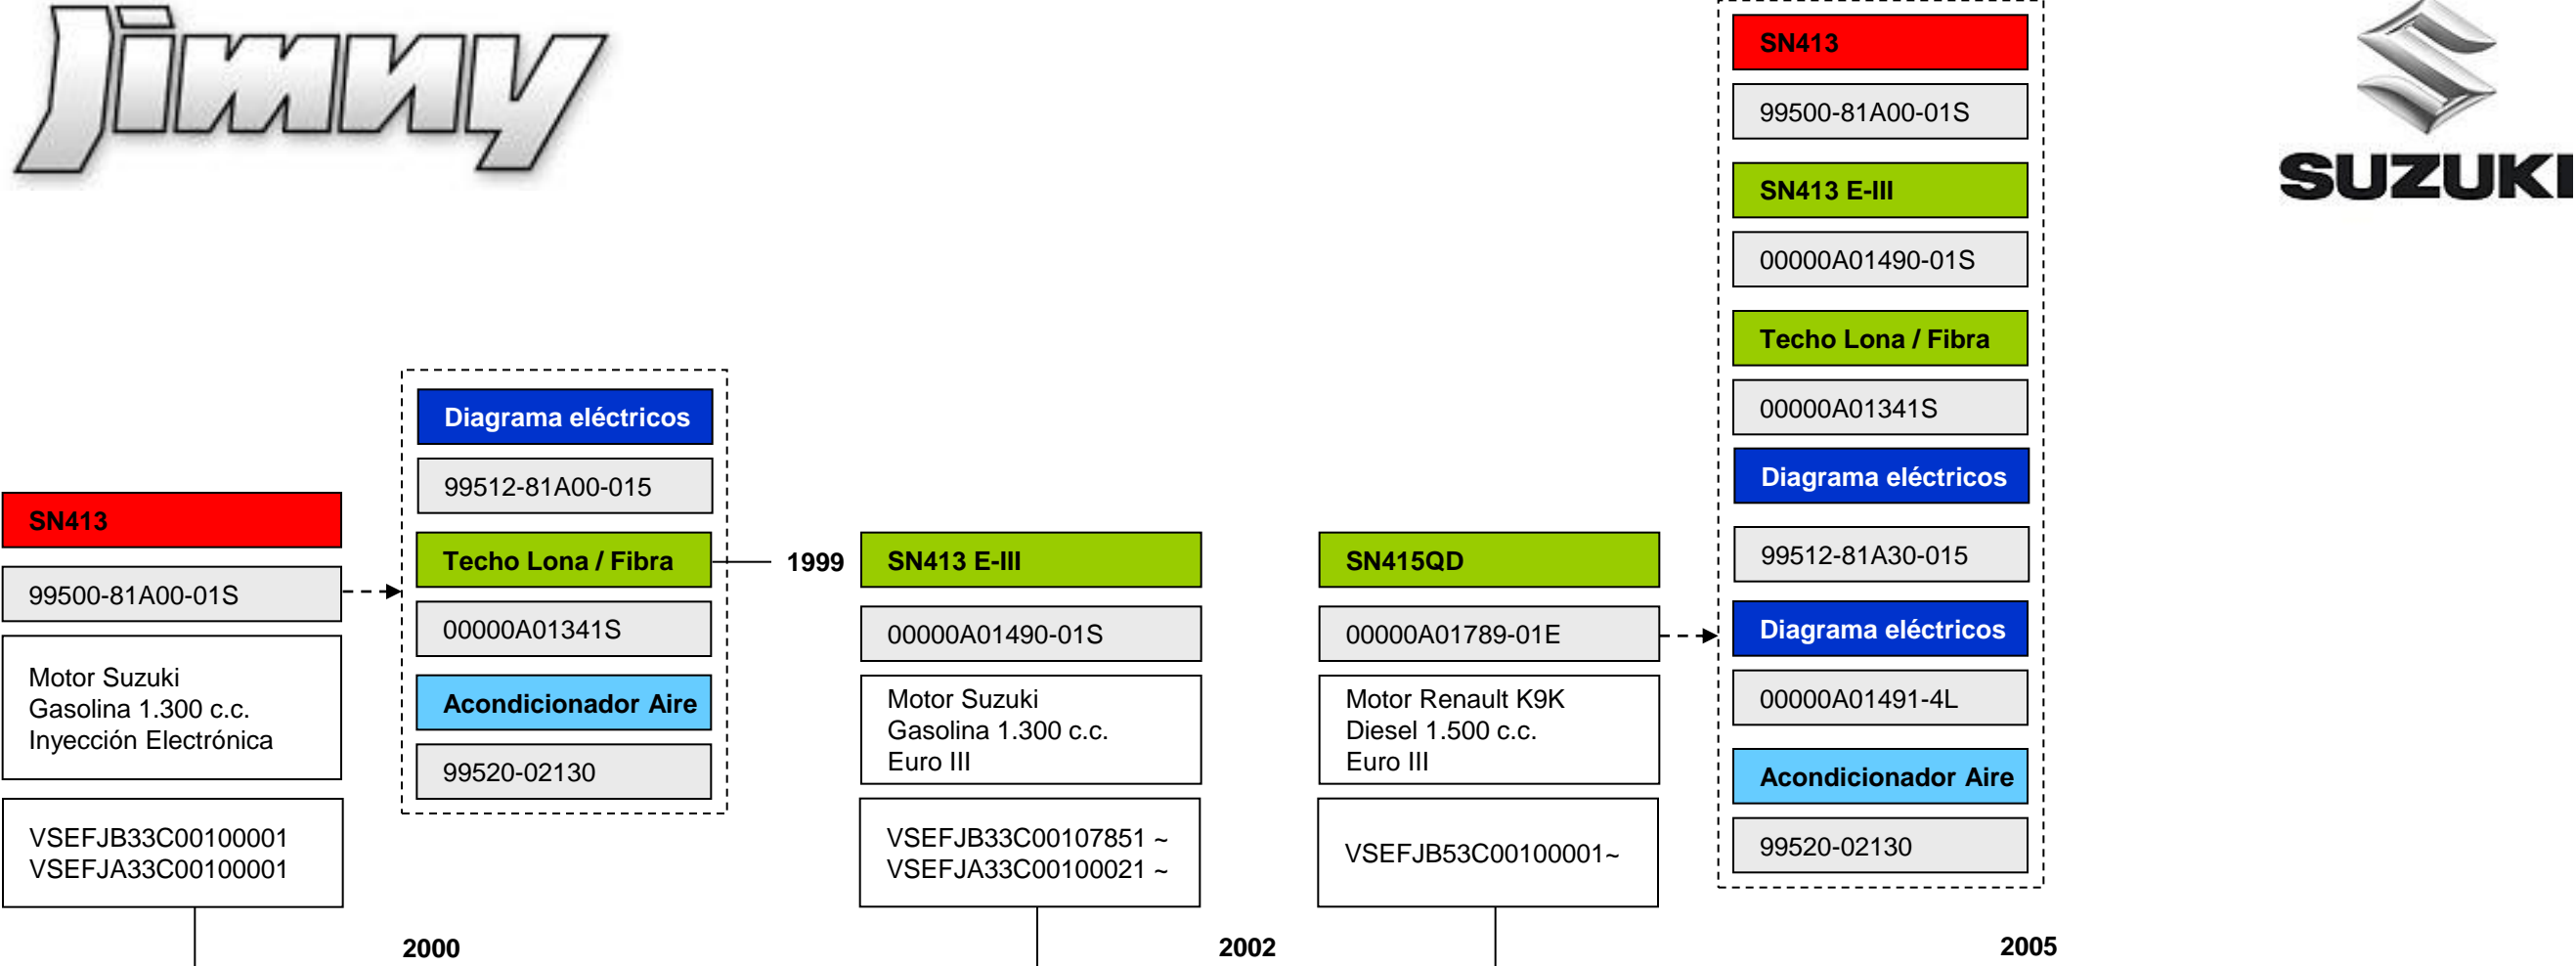 Jimny
SUZUKI
SN413
99500-81A00-01S
Motor Suzuki
Gasolina 1.300 c.c.
Inyección Electrónica
VSEFJB33C00100001
VSEFJA33C00100001
Diagrama eléctricos
99512-81A00-015
Techo Lona / Fibra
00000A01341S
Acondicionador Aire
99520-02130
1999
SN413 E-III
00000A01490-01S
Motor Suzuki
Gasolina 1.300 c.c.
Euro III
VSEFJB33C00107851 ~
VSEFJA33C00100021 ~
SN415QD
00000A01789-01E
Motor Renault K9K
Diesel 1.500 c.c.
Euro III
VSEFJB53C00100001~
SN413
99500-81A00-01S
SN413 E-III
00000A01490-01S
Techo Lona / Fibra
00000A01341S
Diagrama eléctricos
99512-81A30-015
Diagrama eléctricos
00000A01491-4L
Acondicionador Aire
99520-02130
2000
2002
2005